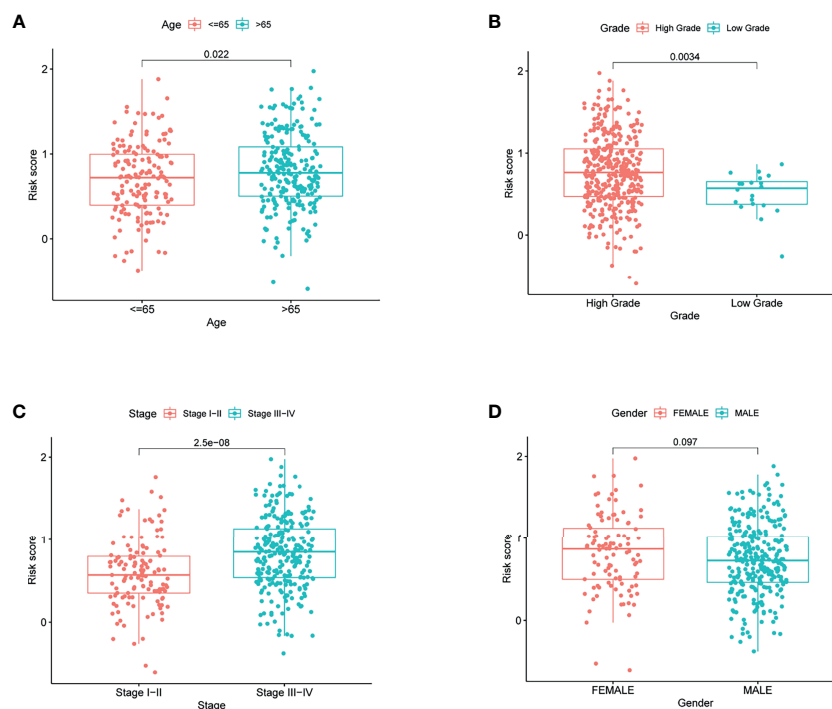 A
Age <=65 >65
0.022
2
1
0
Risk score
<=65 >65
Age
B
Grade High Grade Low Grade
0.0034
2
1
0
Risk score
High Grade Low Grade
Grade
C
Stage Stage I-II Stage III-IV
2.5e-08
2
1
0
Risk score
Stage I-II Stage III-IV
Stage
D
Gender FEMALE MALE
0.097
2
1
0
Risk score
FEMALE MALE
Gender